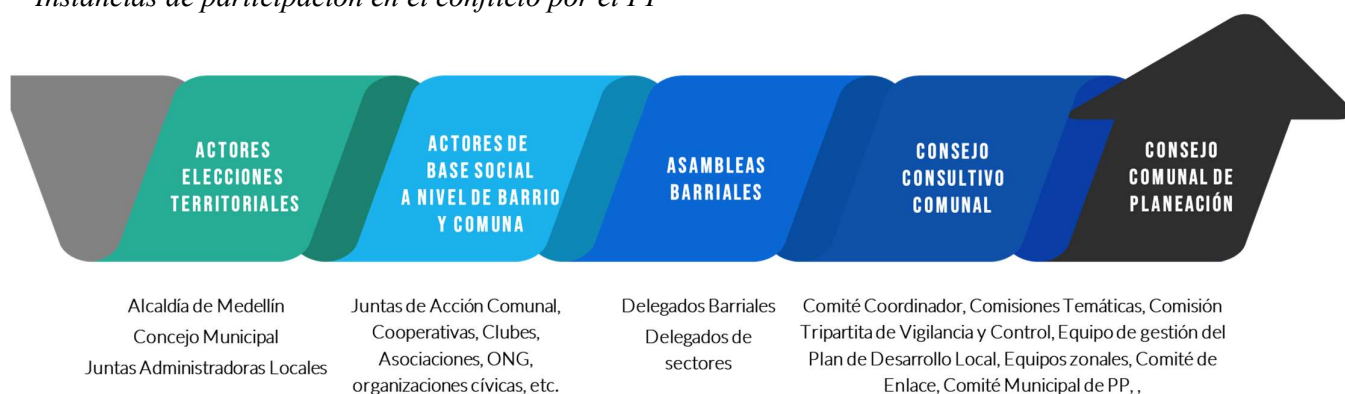 Instancias de participación en el conflicto por el PP
ACTORES
ELECCIONES
TERRITORIALES
ACTORES DE
BASE SOCIAL
A NIVEL DE BARRIO
Y COMUNA
ASAMBLEAS
BARRIALES
CONSEJO
CONSULTIVO
COMUNAL
CONSEJO
COMUNAL DE
PLANEACIÓN
Alcaldía de Medellín
Concejo Municipal
Juntas Administradoras Locales
Juntas de Acción Comunal,
Cooperativas, Clubes,
Asociaciones, ONG,
organizaciones cívicas, etc.
Delegados Barriales
Delegados de
sectores
Comité Coordinador, Comisiones Temáticas, Comisión
Tripartita de Vigilancia y Control, Equipo de gestión del
Plan de Desarrollo Local, Equipos zonales, Comité de
Enlace, Comité Municipal de PP, ,